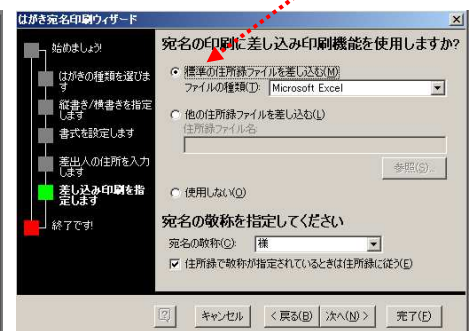 はがき宛名印刷ウィザード
始めましょう!
はがきの種類を選びま
す
縦書き/横書きを指定
します
書式を設定します
差出人の住所を入力
します
差し込み印刷を指
定します
終了です!
宛名の印刷に差し込み印刷機能を使用しますか?
標準の住所録ファイルを差し込む(M)
ファイルの種類(T): Microsoft Excel
他の住所録ファイルを差し込む(L)
住所録ファイル名:
参照(S)...
使用しない(O)
宛名の敬称を指定してください
宛名の敬称(C): 様
住所録で敬称が指定されているときは住所録に従う(E)
キャンセル
< 戻る(B)
次へ(N) >
完了(F)